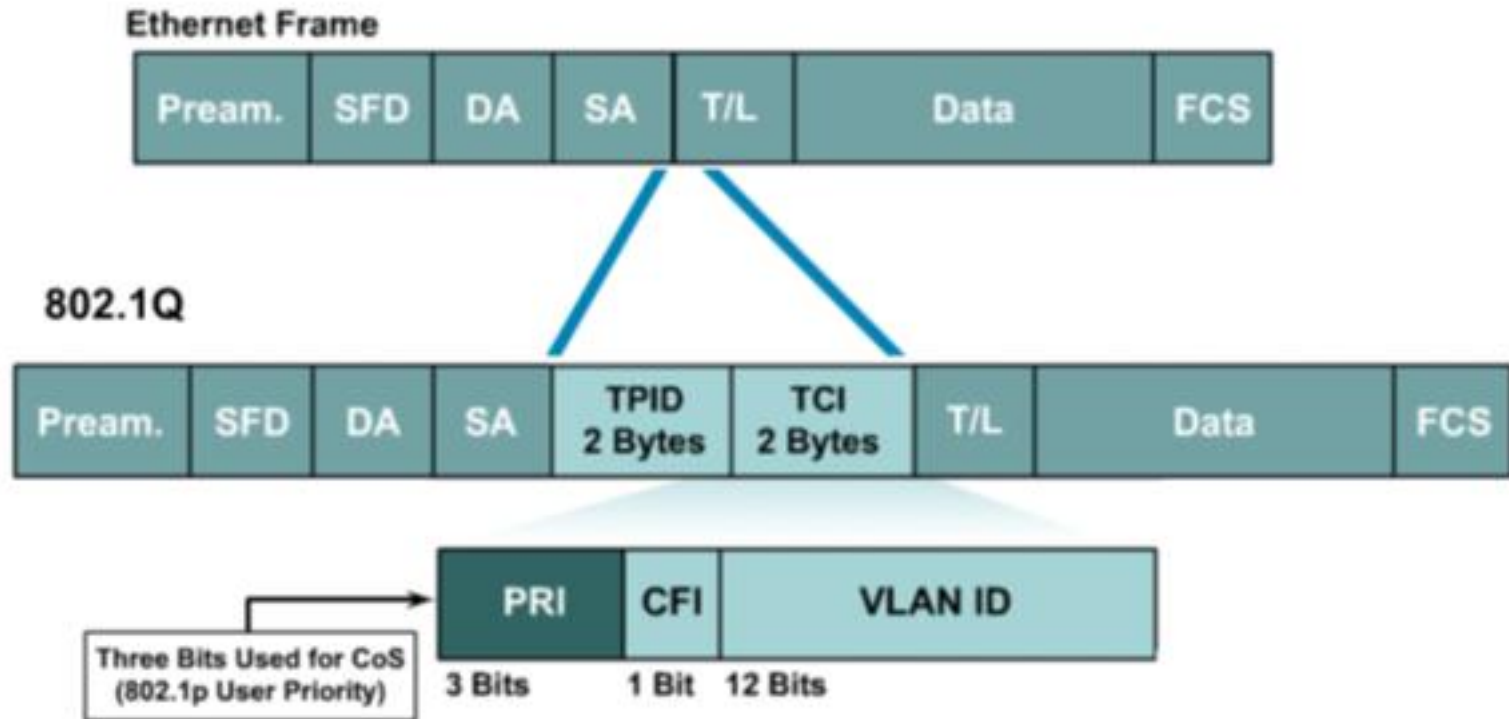 Ethernet Frame
Pream. SFD DA SA T/L Data FCS
802.1Q
Pream. SFD DA SA TPID 2 Bytes TCI 2 Bytes T/L Data FCS
PRI CFI VLAN ID
Three Bits Used for CoS
(802.1p User Priority)
3 Bits 1 Bit 12 Bits